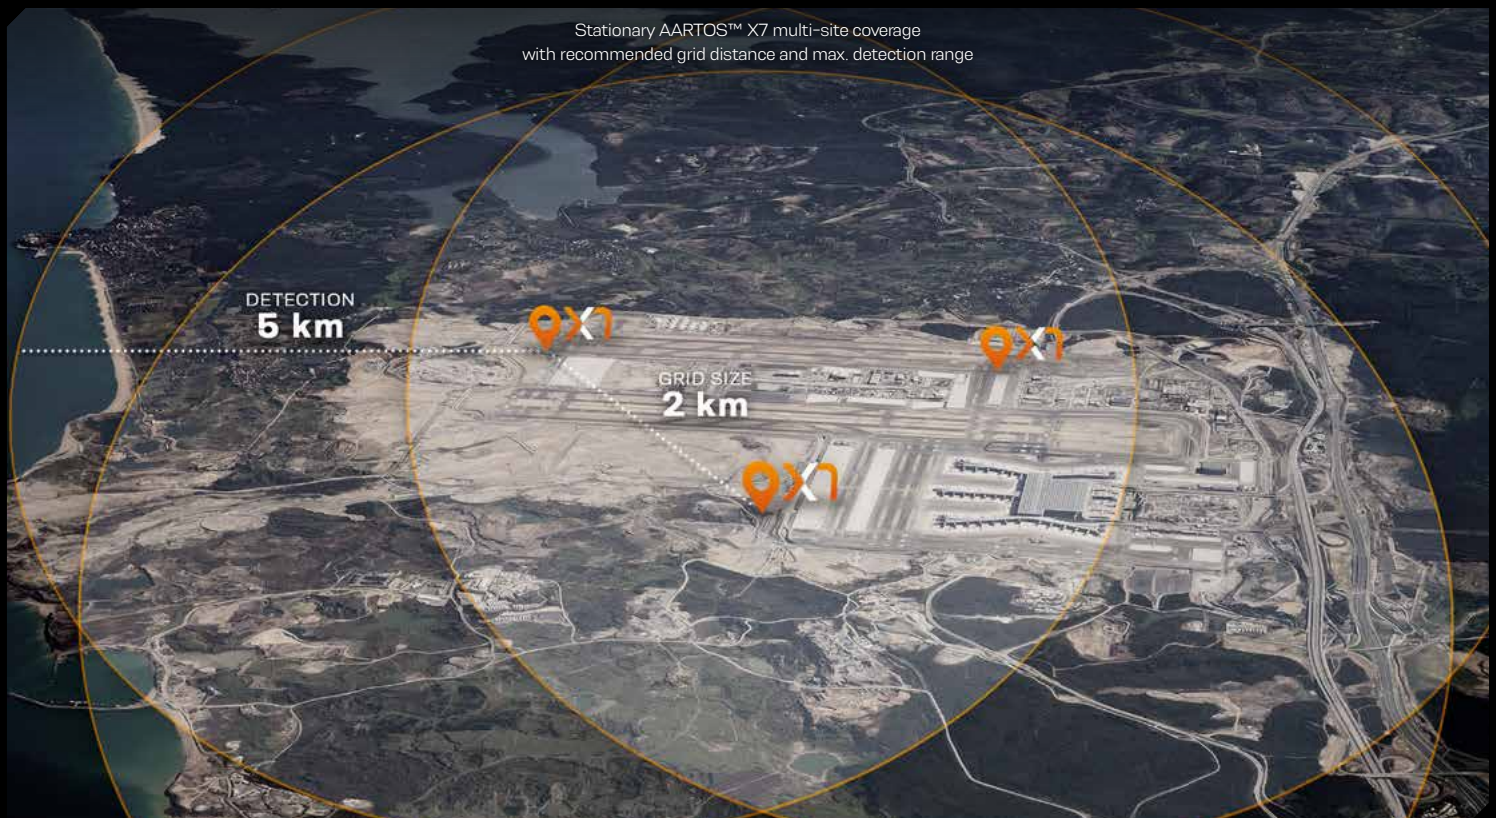 Stationary AARTOS™ X7 multi-site coverage
with recommended grid distance and max. detection range
DETECTION
5 km
X7
X7
GRID SIZE
2 km
X7